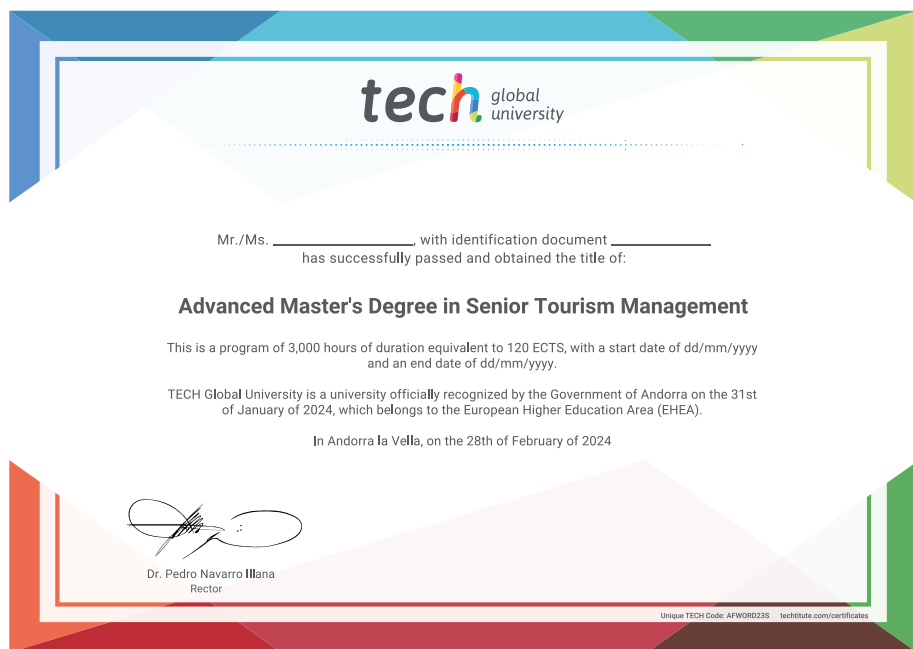 tech global
university
Mr./Ms. ____________________, with identification document ______________
has successfully passed and obtained the title of:
Advanced Master's Degree in Senior Tourism Management
This is a program of 3,000 hours of duration equivalent to 120 ECTS, with a start date of dd/mm/yyyy
and an end date of dd/mm/yyyy.
TECH Global University is a university officially recognized by the Government of Andorra on the 31st
of January of 2024, which belongs to the European Higher Education Area (EHEA).
In Andorra la Vella, on the 28th of February of 2024
Dr. Pedro Navarro Illana
Rector
Unique TECH Code: AFWORD23S techtitute.com/certificates